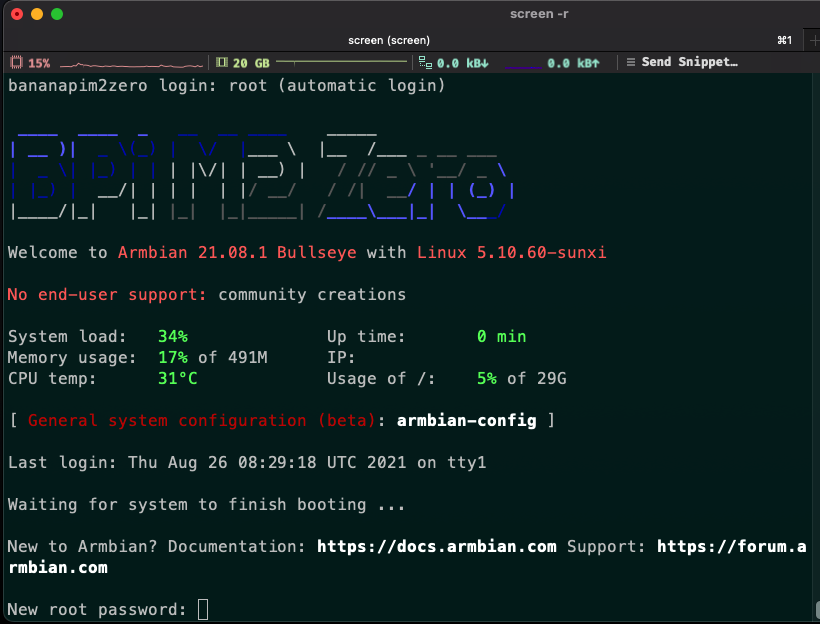 screen -r
screen (screen)
⌘1
15% 20 GB 0.0 kB↓ 0.0 kB↑ ☰ Send Snippet…
bananapim2zero login: root (automatic login)
BPi M2 Zero
Welcome to Armbian 21.08.1 Bullseye with Linux 5.10.60-sunxi
No end-user support: community creations
System load: 34% Up time: 0 min
Memory usage: 17% of 491M IP:
CPU temp: 31°C Usage of /: 5% of 29G
[ General system configuration (beta): armbian-config ]
Last login: Thu Aug 26 08:29:18 UTC 2021 on tty1
Waiting for system to finish booting ...
New to Armbian? Documentation: https://docs.armbian.com Support: https://forum.a
rmbian.com
New root password: